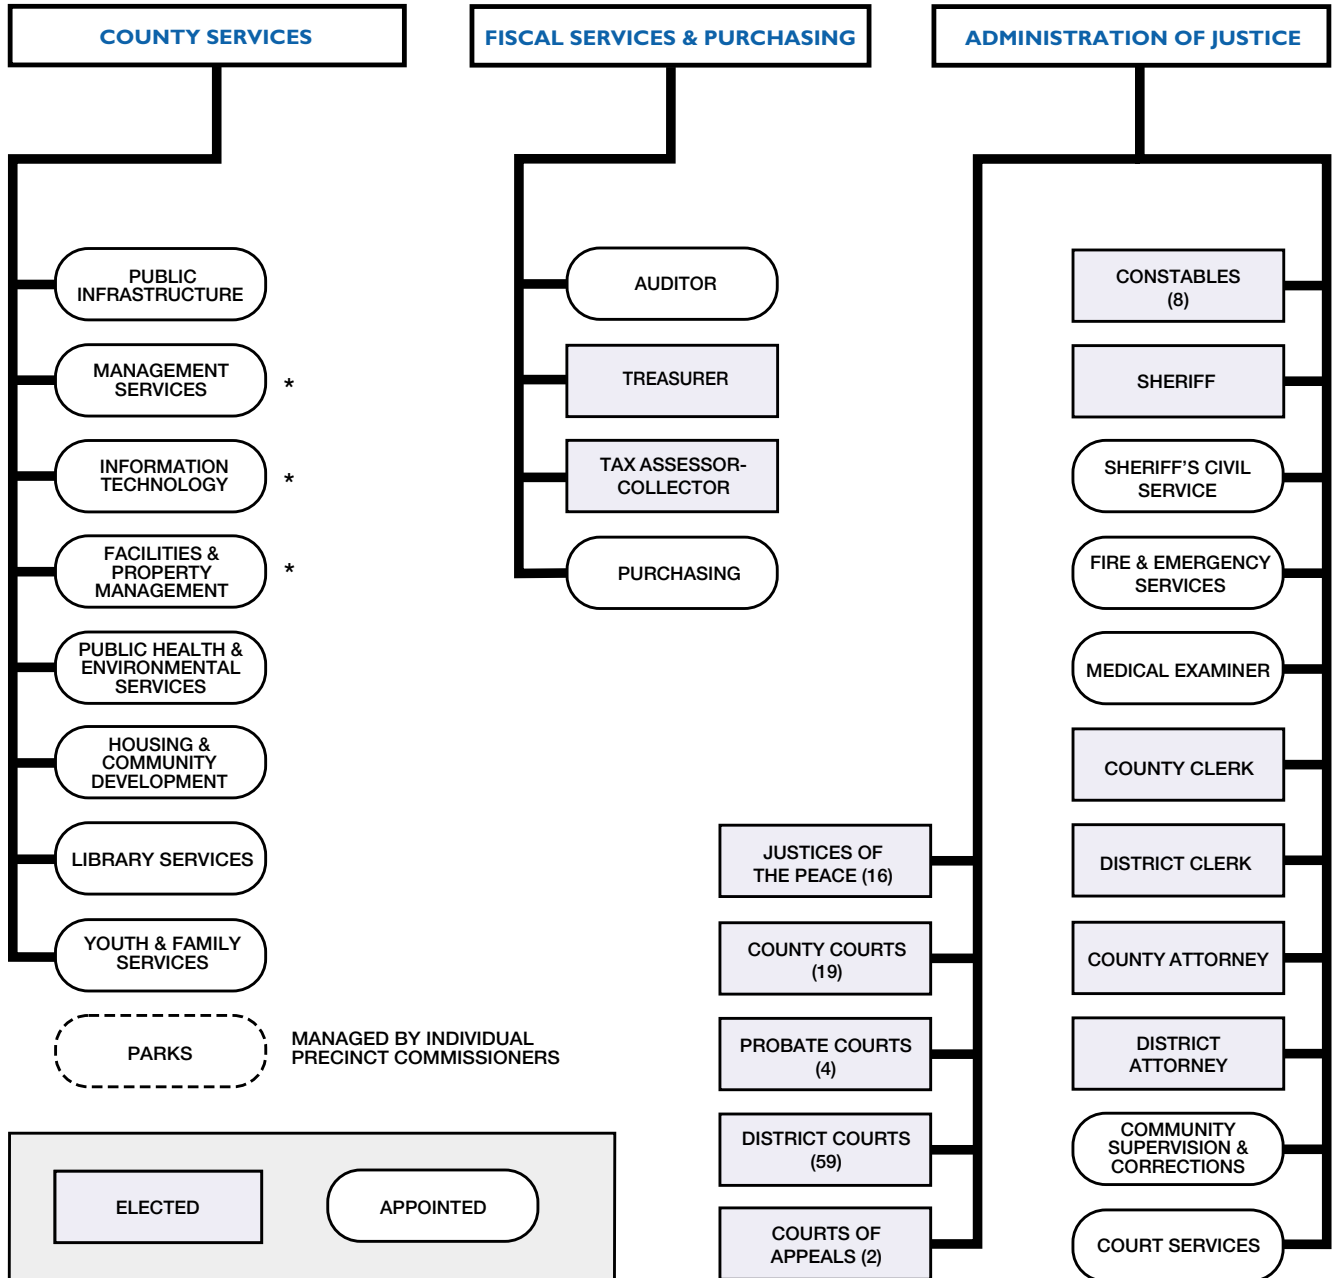 COUNTY SERVICES
FISCAL SERVICES & PURCHASING
ADMINISTRATION OF JUSTICE
PUBLIC
INFRASTRUCTURE
MANAGEMENT
SERVICES
*
INFORMATION
TECHNOLOGY
*
FACILITIES &
PROPERTY
MANAGEMENT
*
PUBLIC HEALTH &
ENVIRONMENTAL
SERVICES
HOUSING &
COMMUNITY
DEVELOPMENT
LIBRARY SERVICES
YOUTH & FAMILY
SERVICES
PARKS
MANAGED BY INDIVIDUAL
PRECINCT COMMISSIONERS
ELECTED
APPOINTED
AUDITOR
TREASURER
TAX ASSESSOR-
COLLECTOR
PURCHASING
JUSTICES OF
THE PEACE (16)
COUNTY COURTS
(19)
PROBATE COURTS
(4)
DISTRICT COURTS
(59)
COURTS OF
APPEALS (2)
CONSTABLES
(8)
SHERIFF
SHERIFF'S CIVIL
SERVICE
FIRE & EMERGENCY
SERVICES
MEDICAL EXAMINER
COUNTY CLERK
DISTRICT CLERK
COUNTY ATTORNEY
DISTRICT
ATTORNEY
COMMUNITY
SUPERVISION &
CORRECTIONS
COURT SERVICES